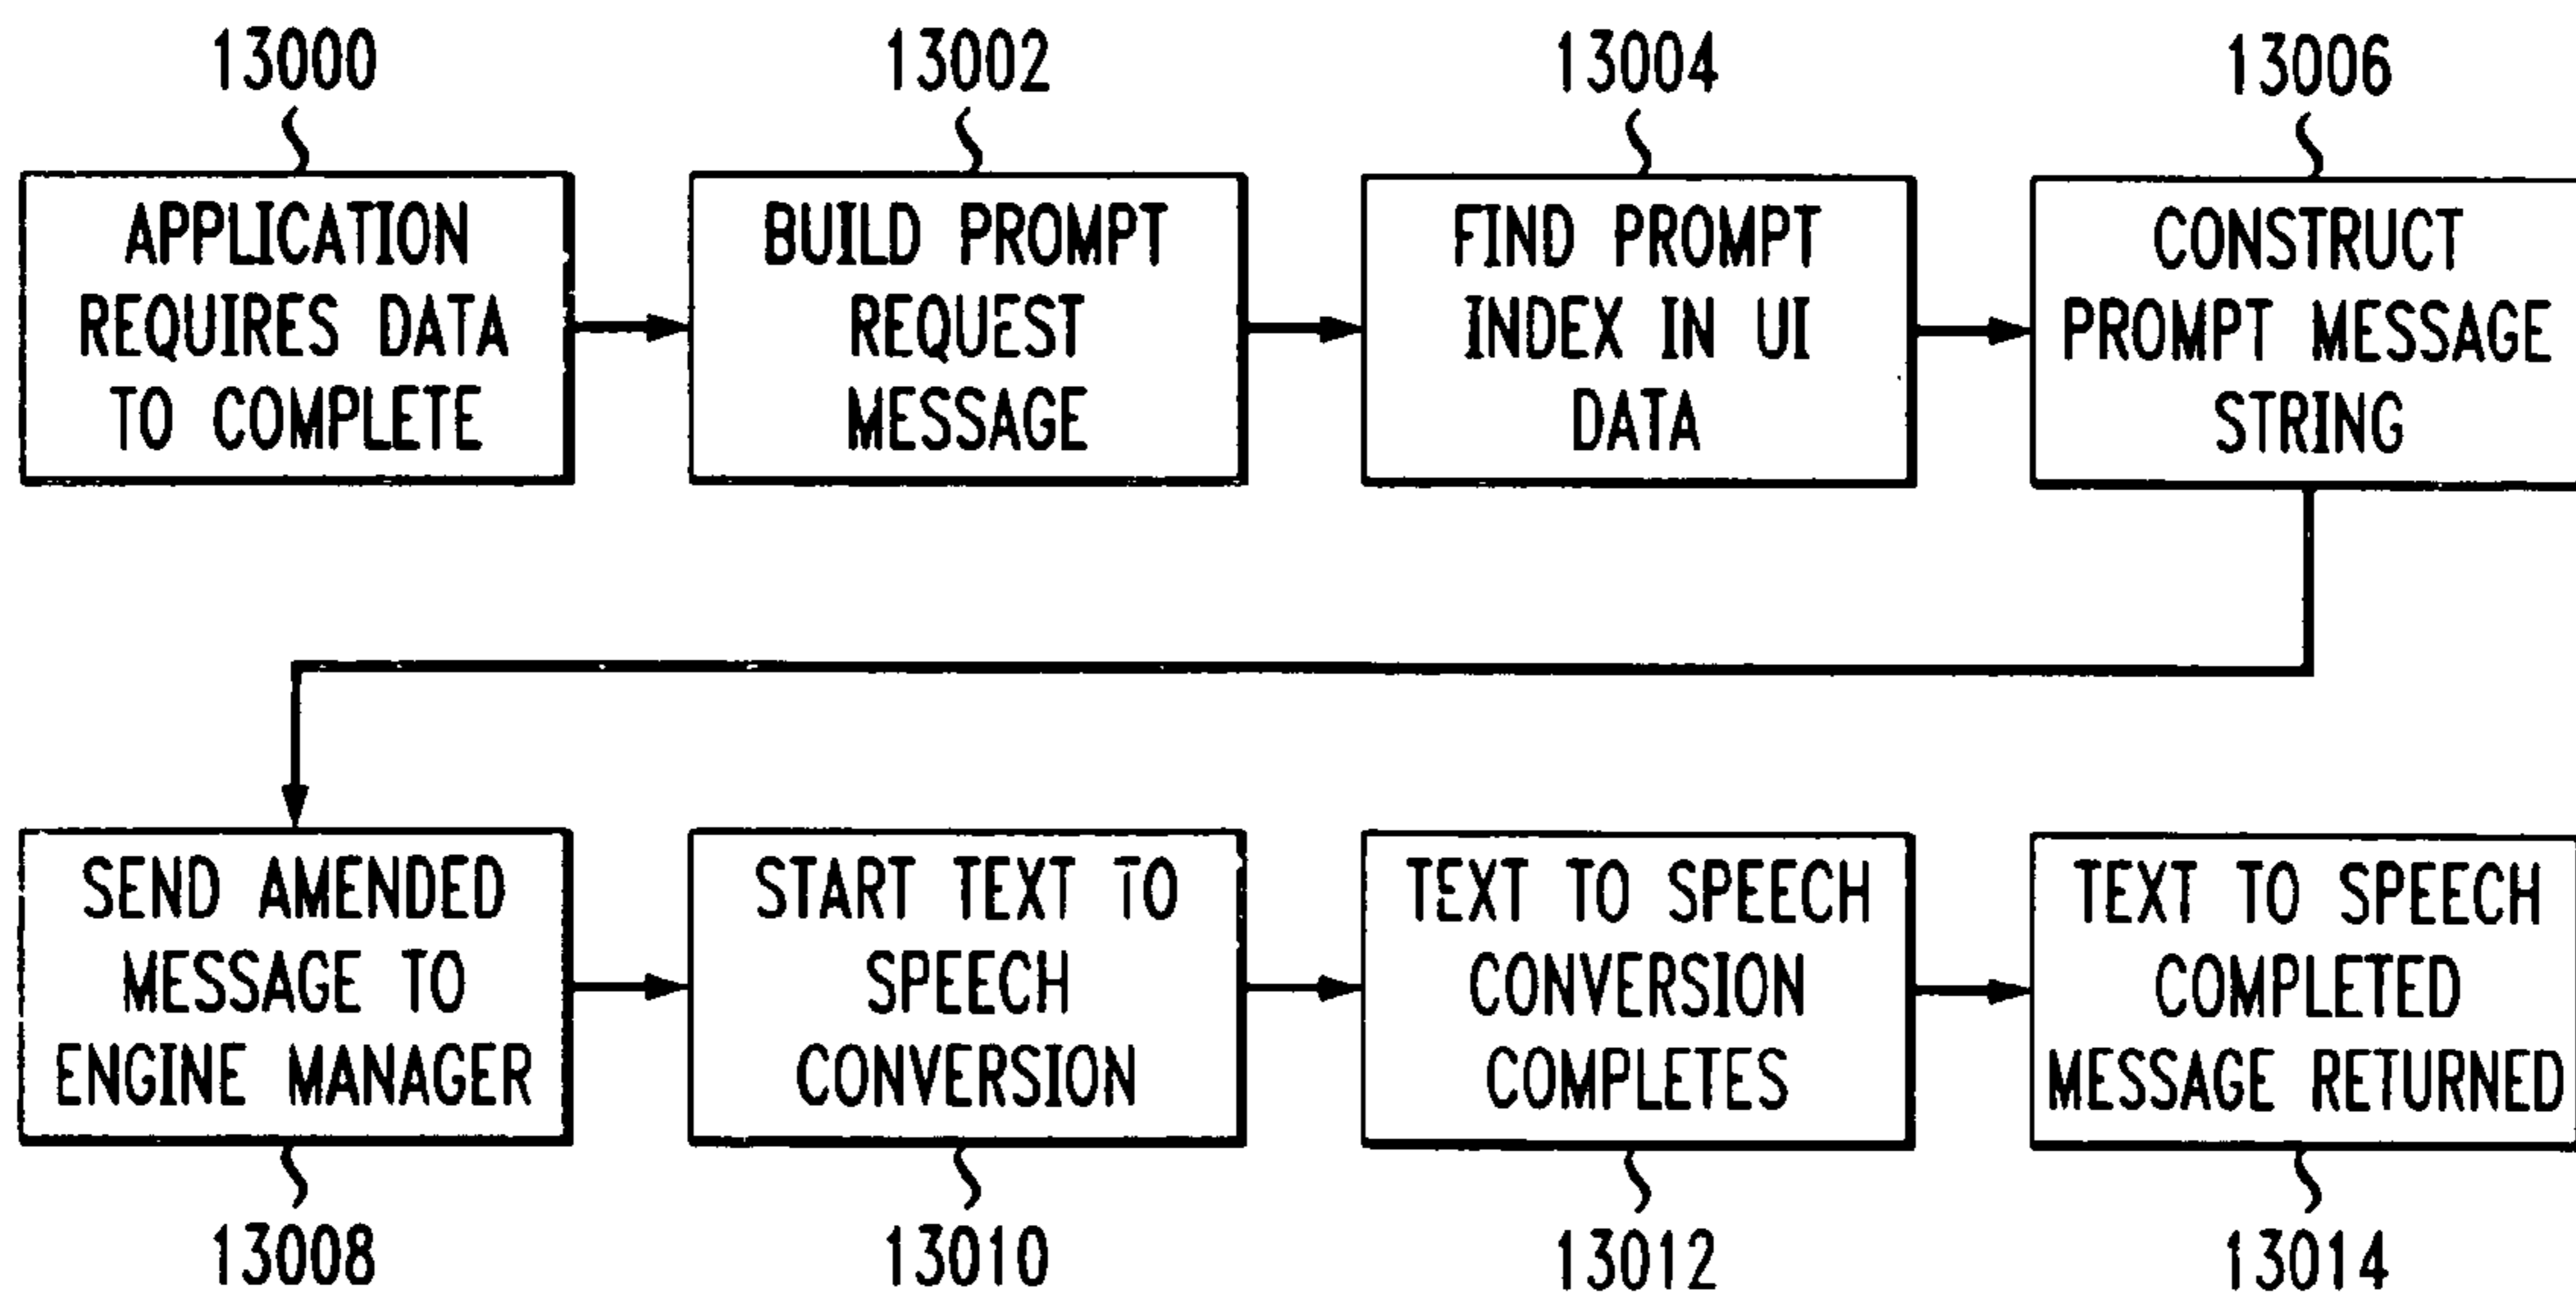 13000
13002
13004
13006
APPLICATION
REQUIRES DATA
TO COMPLETE
BUILD PROMPT
REQUEST
MESSAGE
FIND PROMPT
INDEX IN UI
DATA
CONSTRUCT
PROMPT MESSAGE
STRING
SEND AMENDED
MESSAGE TO
ENGINE MANAGER
START TEXT TO
SPEECH
CONVERSION
TEXT TO SPEECH
CONVERSION
COMPLETES
TEXT TO SPEECH
COMPLETED
MESSAGE RETURNED
13008
13010
13012
13014